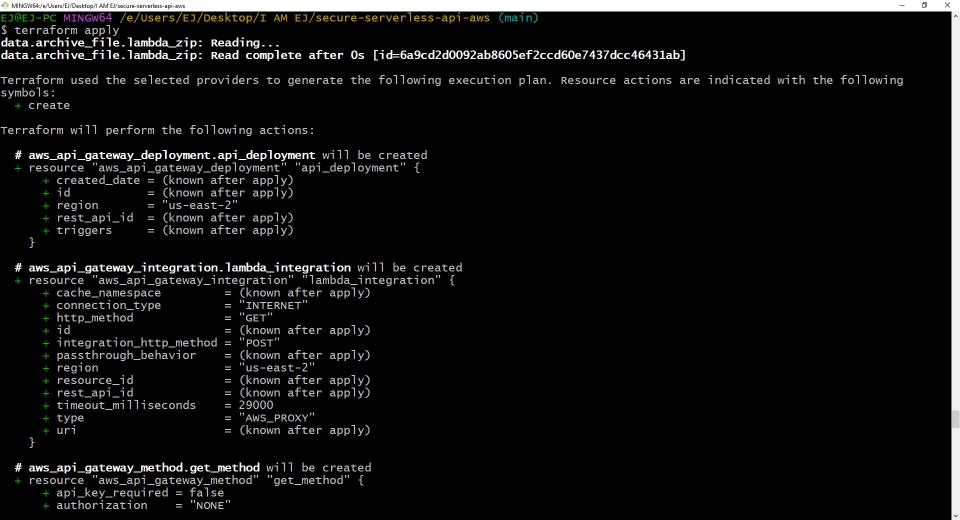 MINGW64:/e/Users/EJ/Desktop/I AM EJ/secure-serverless-api-aws
EJ@EJ-PC MINGW64 /e/Users/EJ/Desktop/I AM EJ/secure-serverless-api-aws (main)
$ terraform apply
data.archive_file.lambda_zip: Reading...
data.archive_file.lambda_zip: Read complete after 0s [id=6a9cd2d0092ab8605ef2ccd60e7437dcc46431ab]
Terraform used the selected providers to generate the following execution plan. Resource actions are indicated with the following
symbols:
+ create
Terraform will perform the following actions:
# aws_api_gateway_deployment.api_deployment will be created
+ resource "aws_api_gateway_deployment" "api_deployment" {
+ created_date = (known after apply)
+ id           = (known after apply)
+ region       = "us-east-2"
+ rest_api_id  = (known after apply)
+ triggers     = (known after apply)
}
# aws_api_gateway_integration.lambda_integration will be created
+ resource "aws_api_gateway_integration" "lambda_integration" {
+ cache_namespace         = (known after apply)
+ connection_type         = "INTERNET"
+ http_method             = "GET"
+ id                      = (known after apply)
+ integration_http_method = "POST"
+ passthrough_behavior    = (known after apply)
+ region                  = "us-east-2"
+ resource_id             = (known after apply)
+ rest_api_id             = (known after apply)
+ timeout_milliseconds    = 29000
+ type                    = "AWS_PROXY"
+ uri                     = (known after apply)
}
# aws_api_gateway_method.get_method will be created
+ resource "aws_api_gateway_method" "get_method" {
+ api_key_required = false
+ authorization    = "NONE"